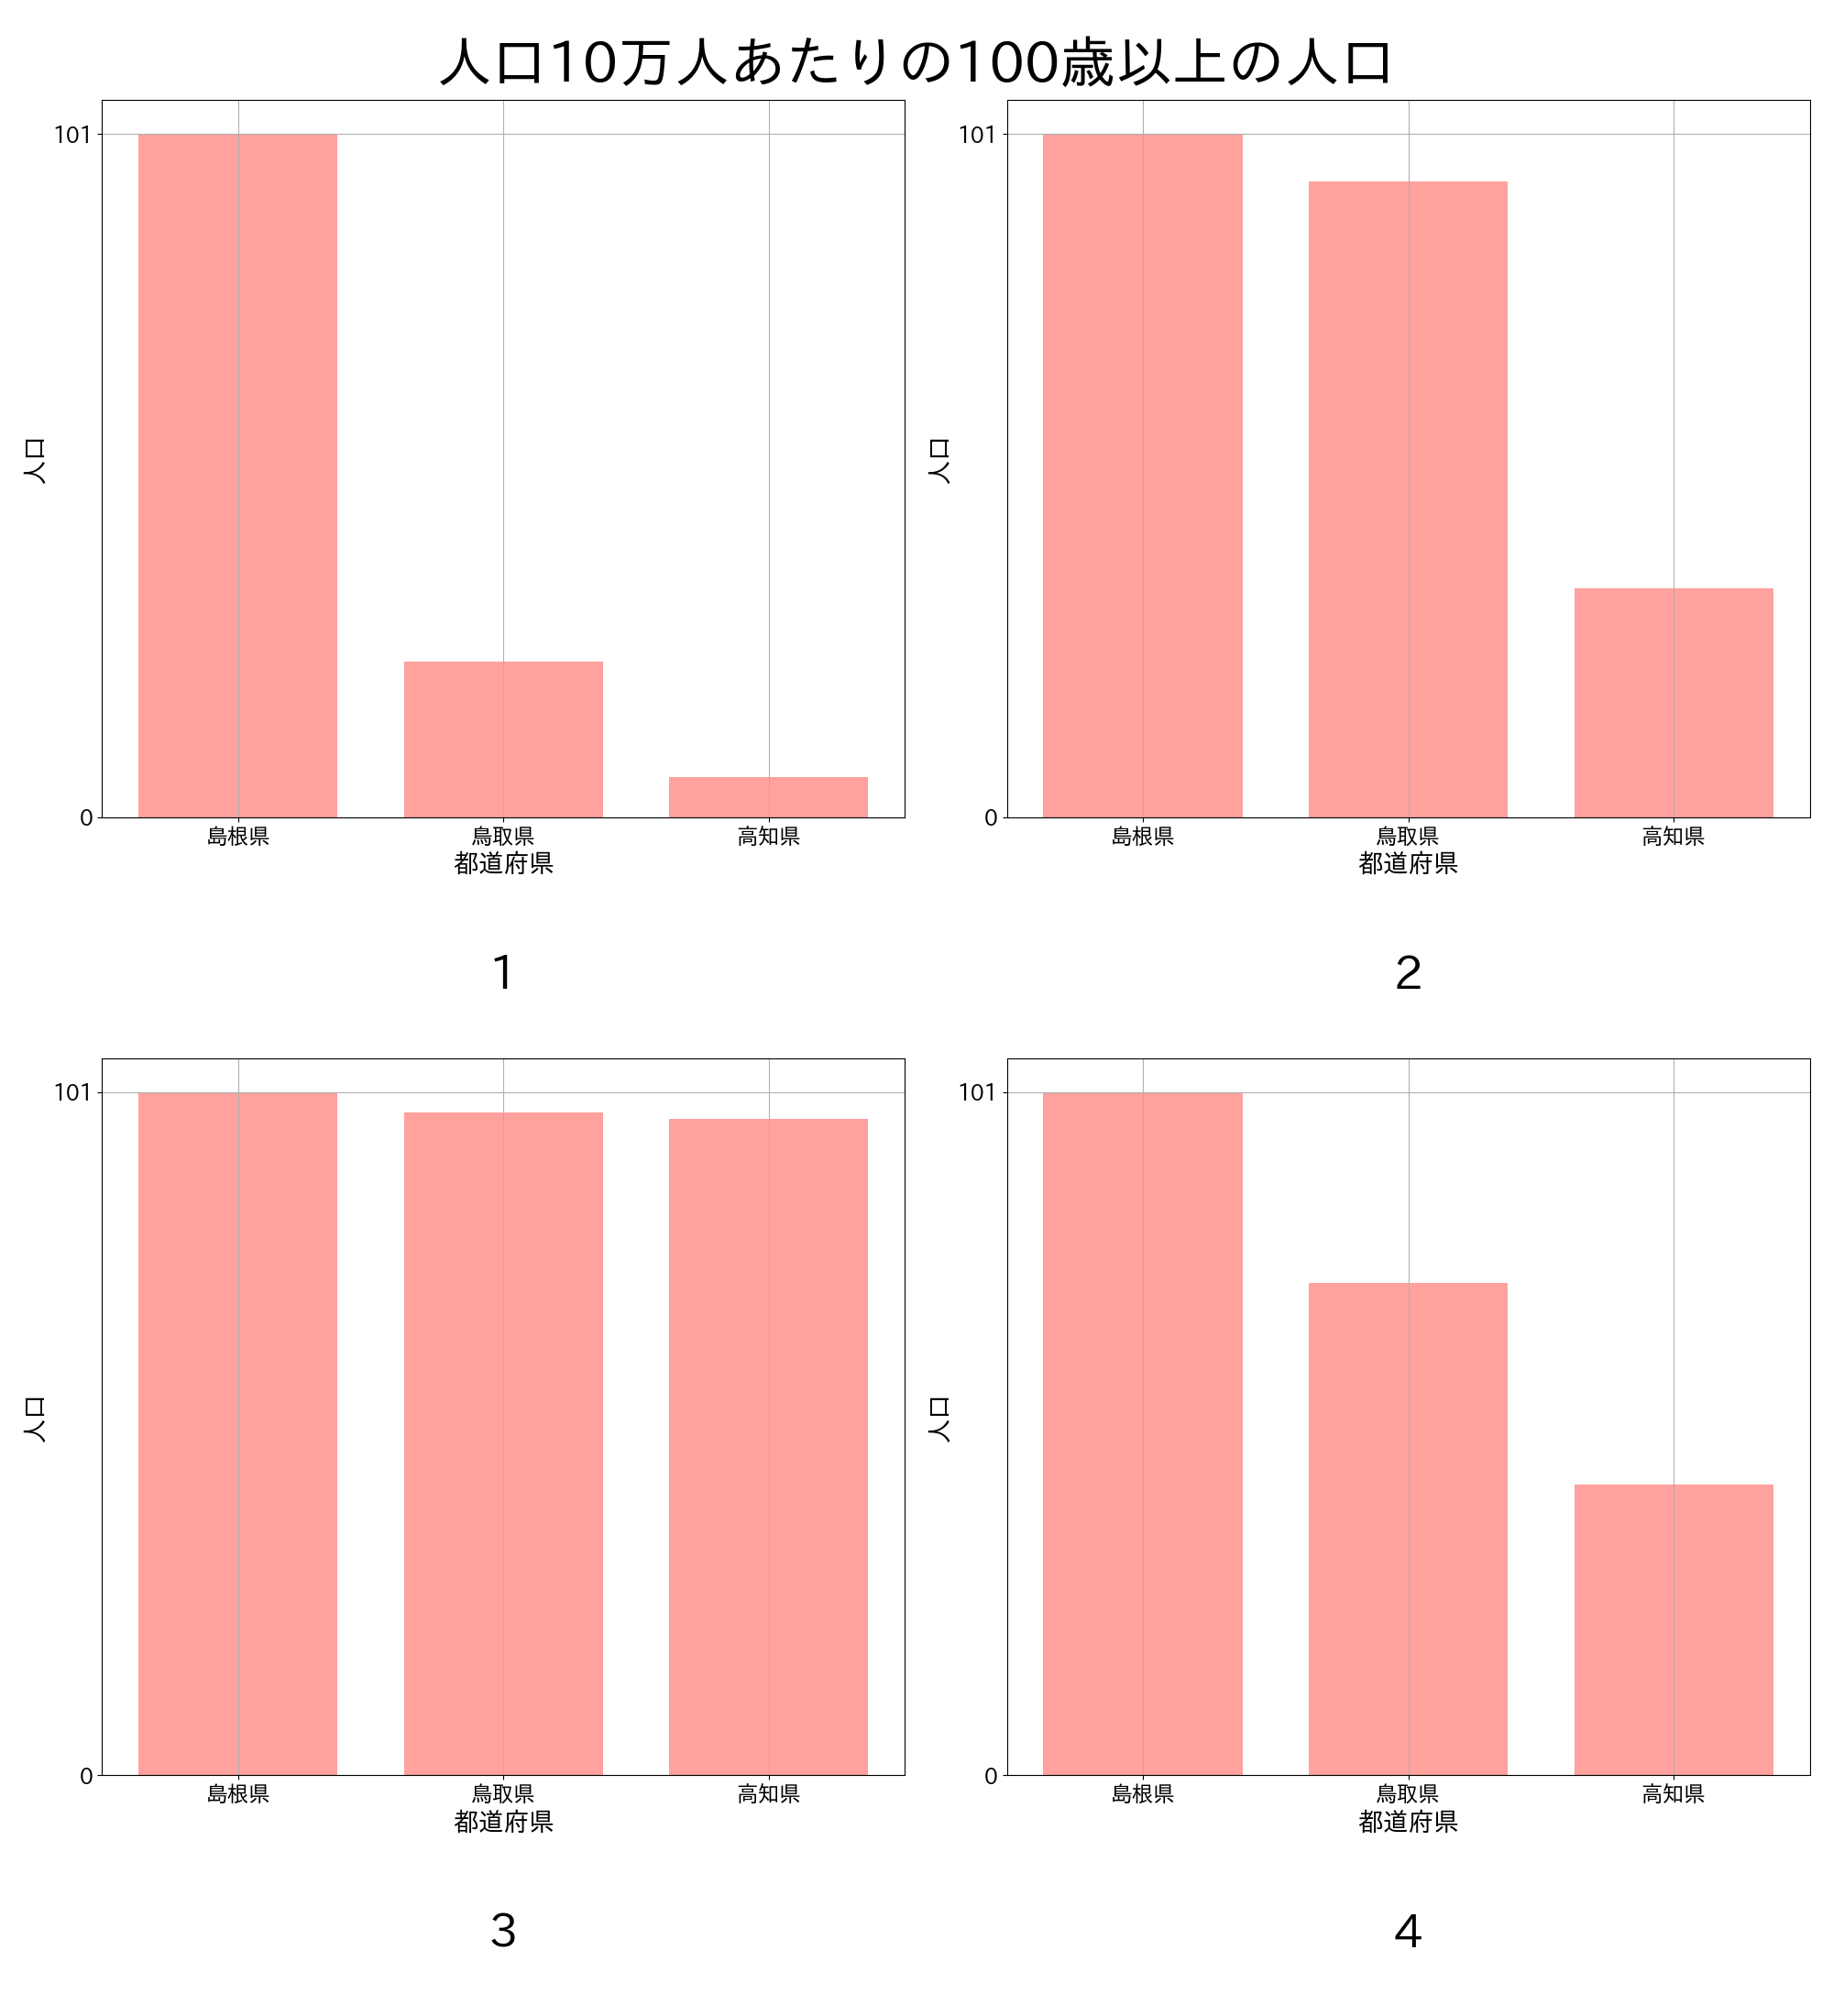 人口10万人あたりの100歳以上の人口
101
0
人口
島根県 鳥取県 高知県
都道府県
1
101
0
人口
島根県 鳥取県 高知県
都道府県
2
101
0
人口
島根県 鳥取県 高知県
都道府県
3
101
0
人口
島根県 鳥取県 高知県
都道府県
4